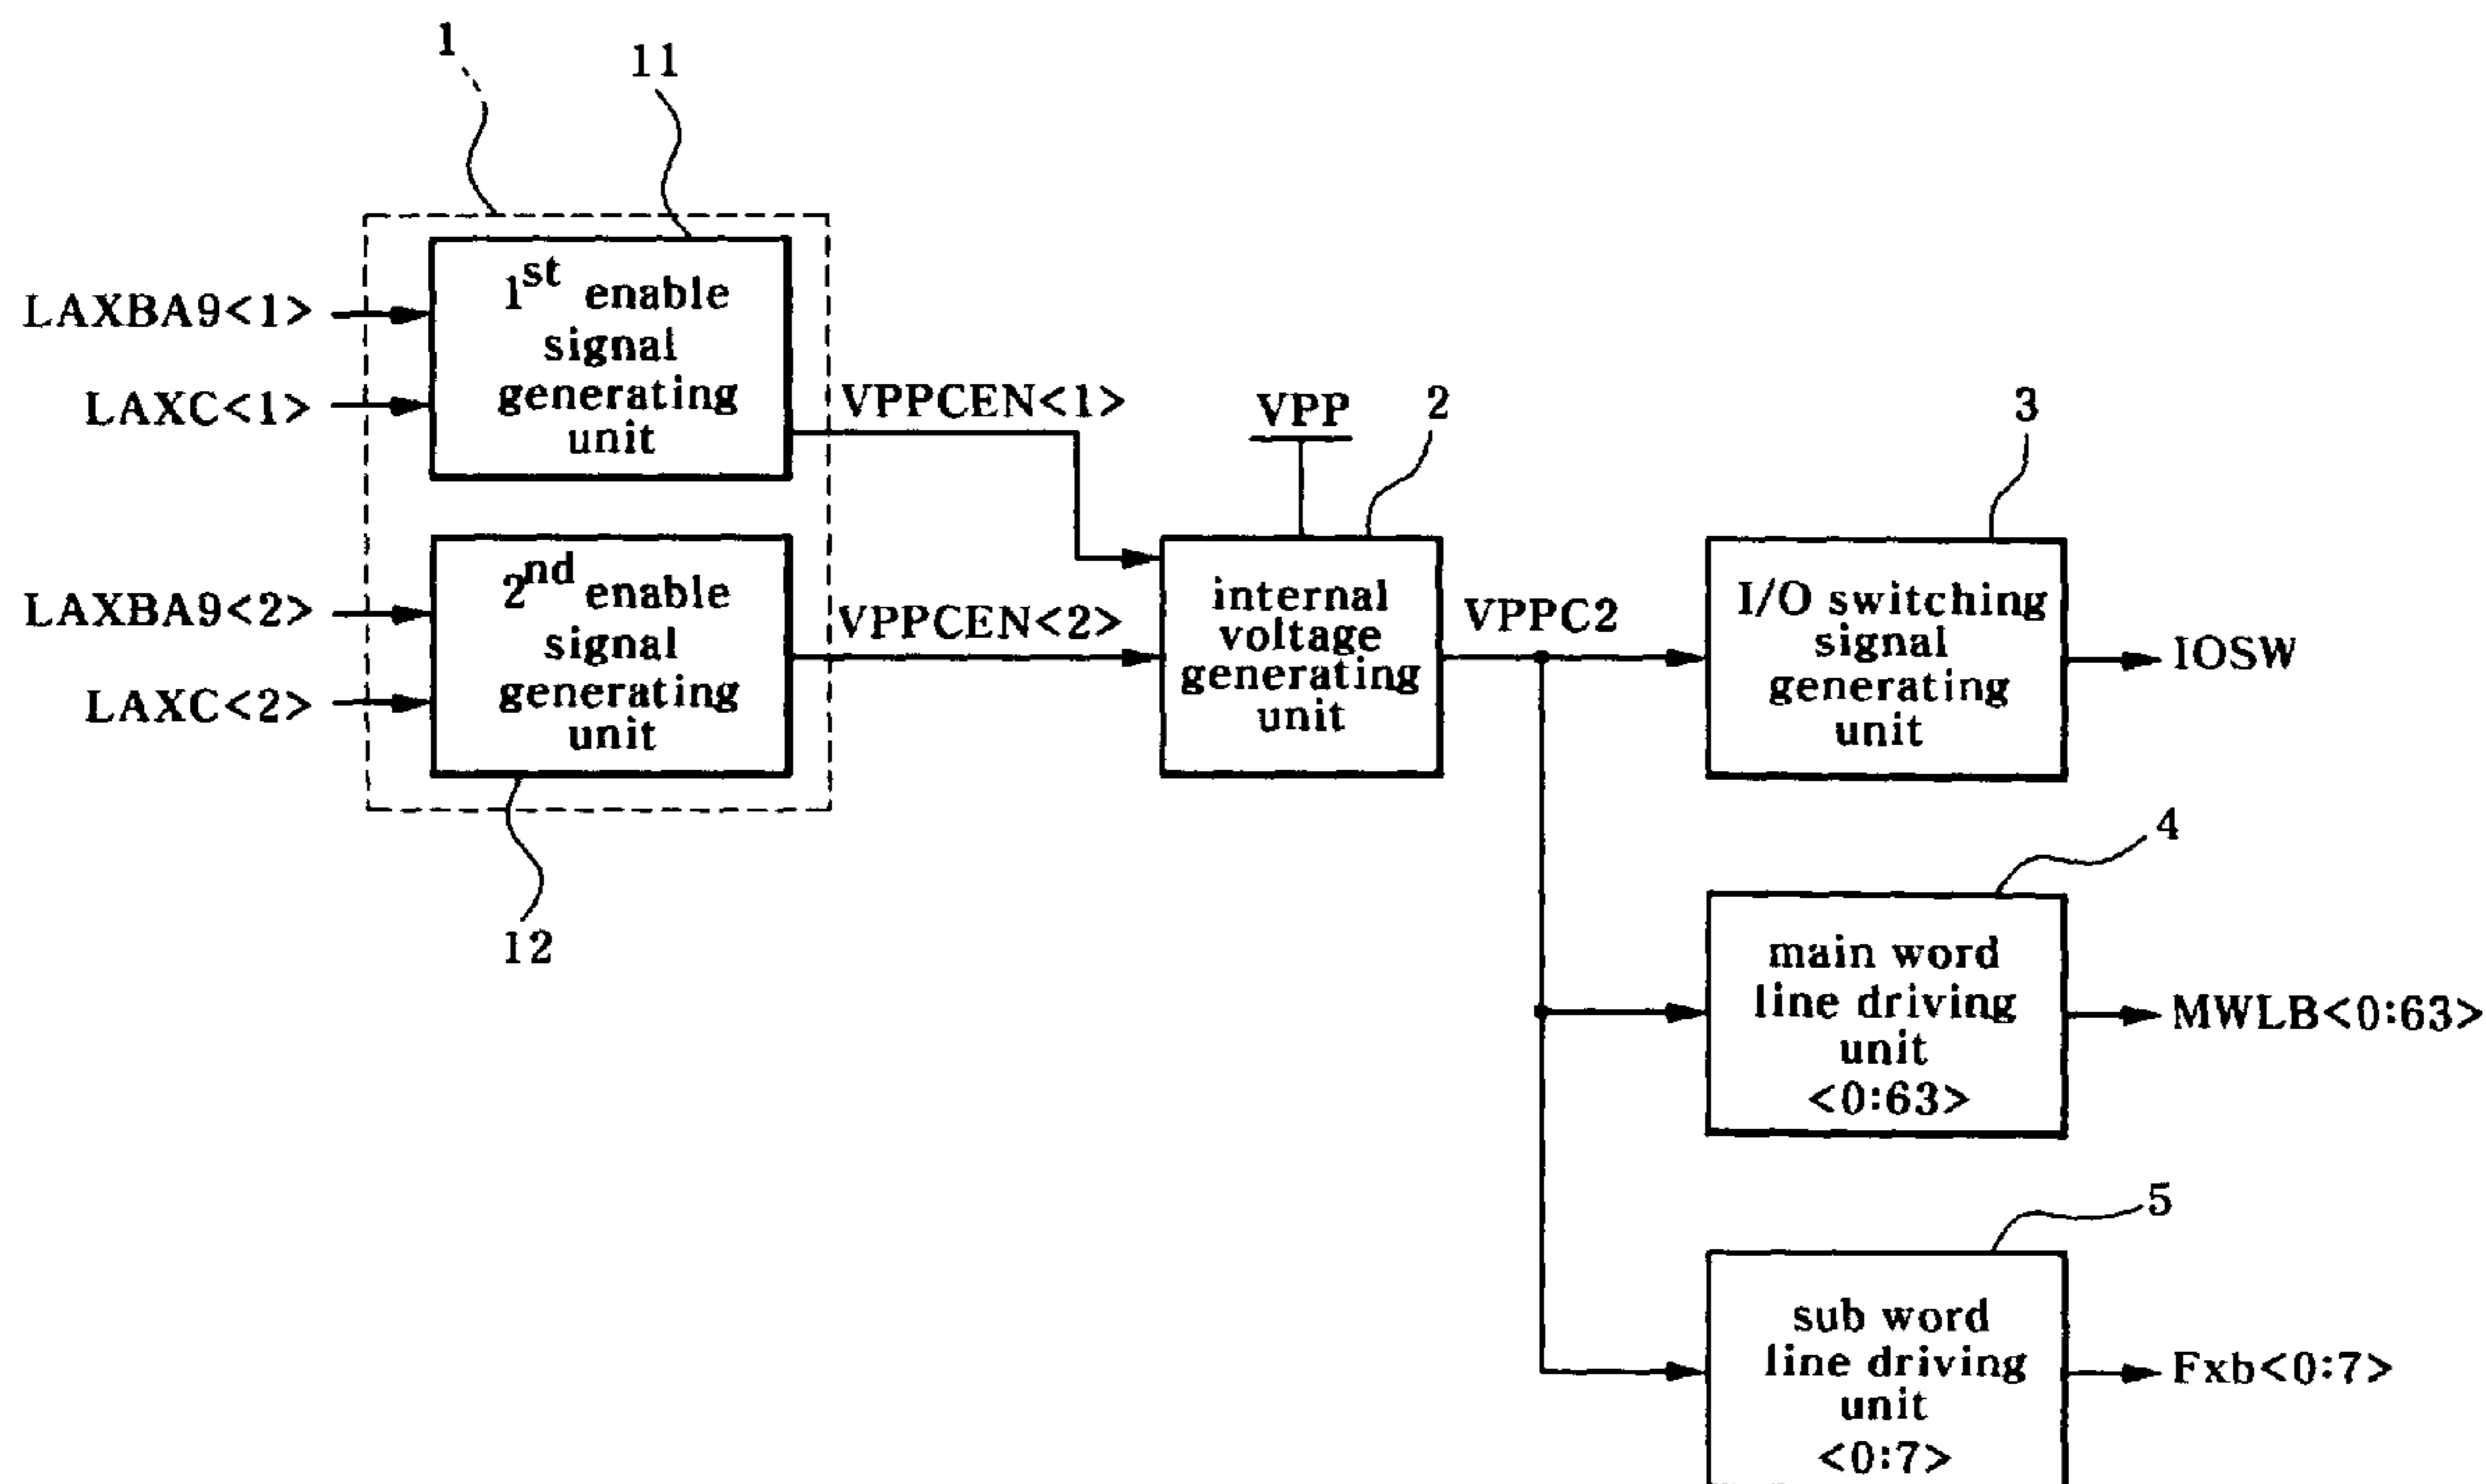 1
11
LAXBA9<1>
LAXC<1>
1st enable
signal
generating
unit
VPPCEN<1>
LAXBA9<2>
LAXC<2>
2nd enable
signal
generating
unit
12
VPPCEN<2>
VPP
2
internal
voltage
generating
unit
VPPC2
3
I/O switching
signal
generating
unit
IOSW
4
main word
line driving
unit
<0:63>
MWLB<0:63>
5
sub word
line driving
unit
<0:7>
Fxb<0:7>